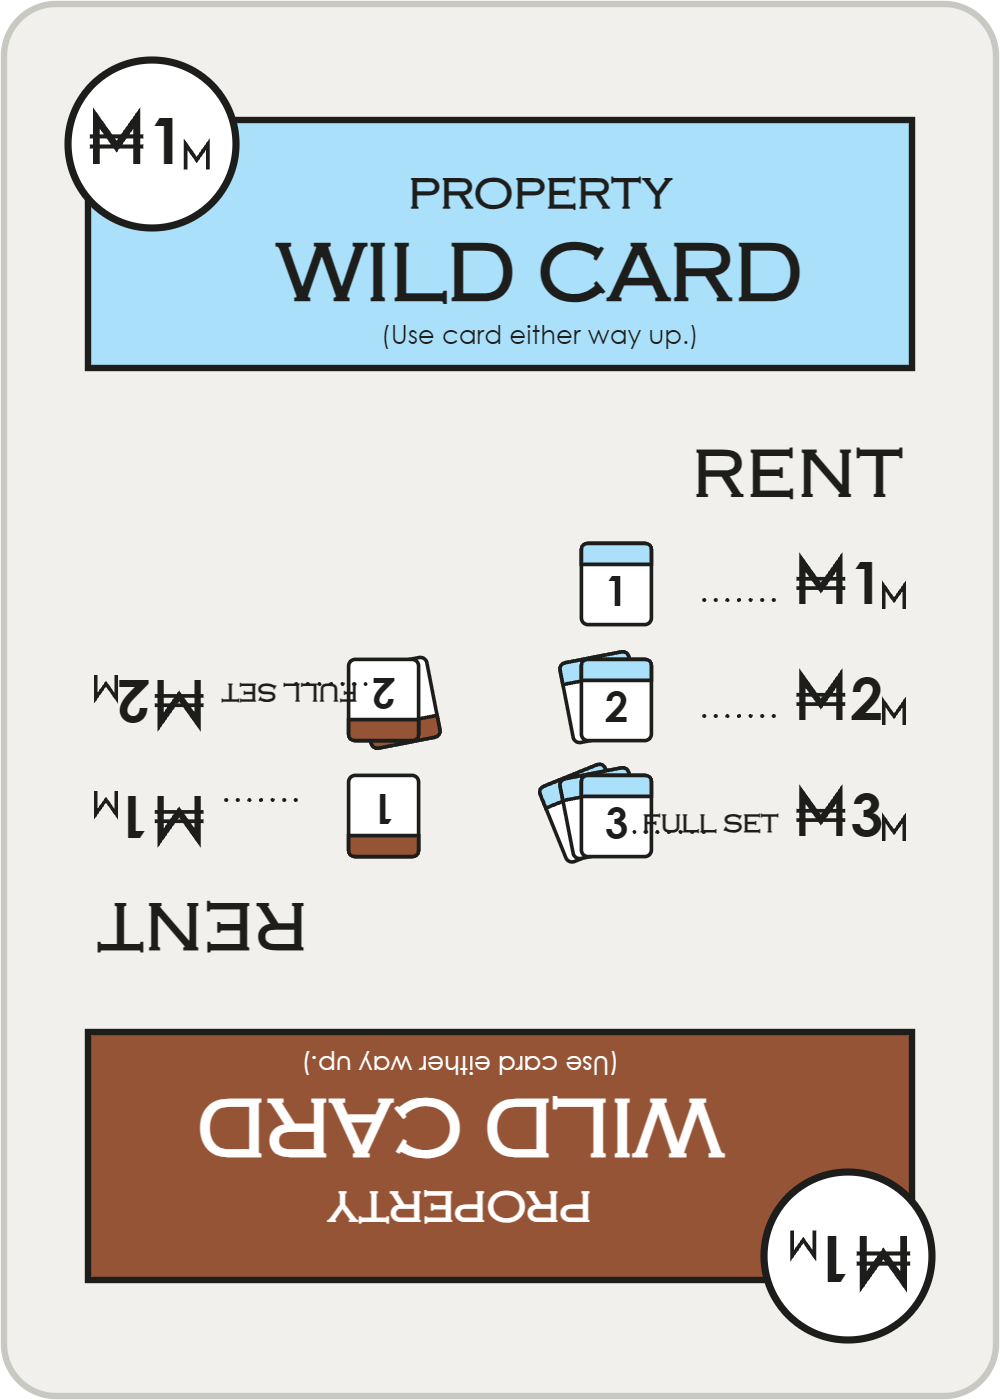 ₩1M
PROPERTY
WILD CARD
(Use card either way up.)
RENT
1 ....... ₩1M
2 ....... ₩2M
3 ....... FULL SET ₩3M
PROPERTY
WILD CARD
(Use card either way up.)
₩1M
RENT
1 ....... ₩1M
2 ....... FULL SET ₩2M